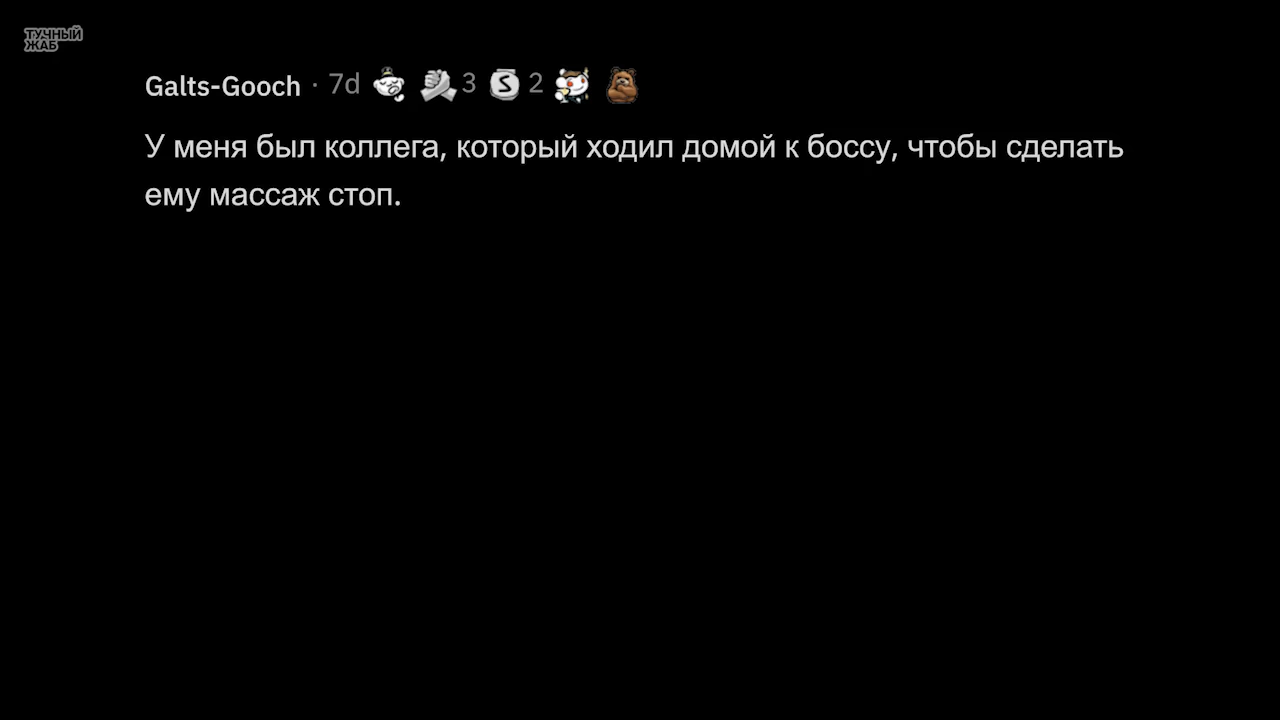 ТУЧНЫЙ
ЖАБ
Galts-Gooch · 7d 3 S 2
У меня был коллега, который ходил домой к боссу, чтобы сделать
ему массаж стоп.